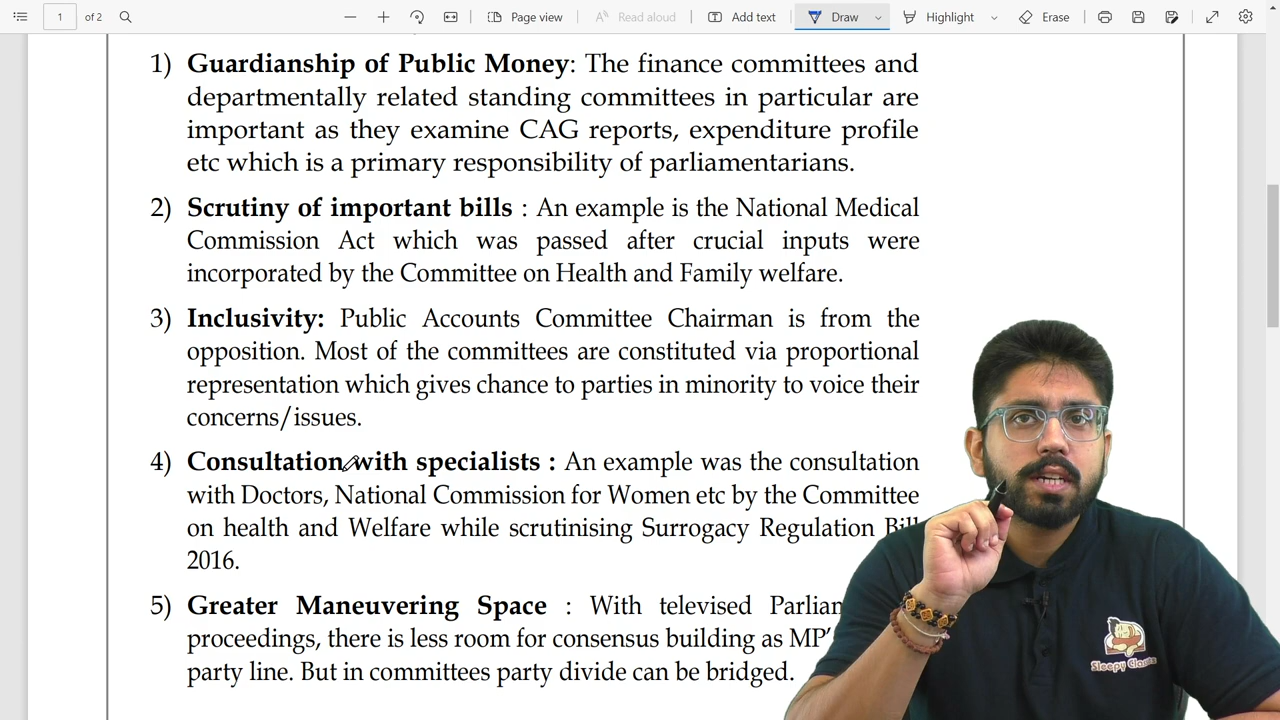 1
of 2
Page view
Read aloud
Add text
Draw
Highlight
Erase
1) Guardianship of Public Money: The finance committees and
departmentally related standing committees in particular are
important as they examine CAG reports, expenditure profile
etc which is a primary responsibility of parliamentarians.
2) Scrutiny of important bills : An example is the National Medical
Commission Act which was passed after crucial inputs were
incorporated by the Committee on Health and Family welfare.
3) Inclusivity: Public Accounts Committee Chairman is from the
opposition. Most of the committees are constituted via proportional
representation which gives chance to parties in minority to voice their
concerns/issues.
4) Consultation with specialists : An example was the consultation
with Doctors, National Commission for Women etc by the Committee
on health and Welfare while scrutinising Surrogacy Regulation Bill
2016.
5) Greater Maneuvering Space : With televised
proceedings, there is less room for consensus building as
party line. But in committees party divide can be bridged.
Sleepy